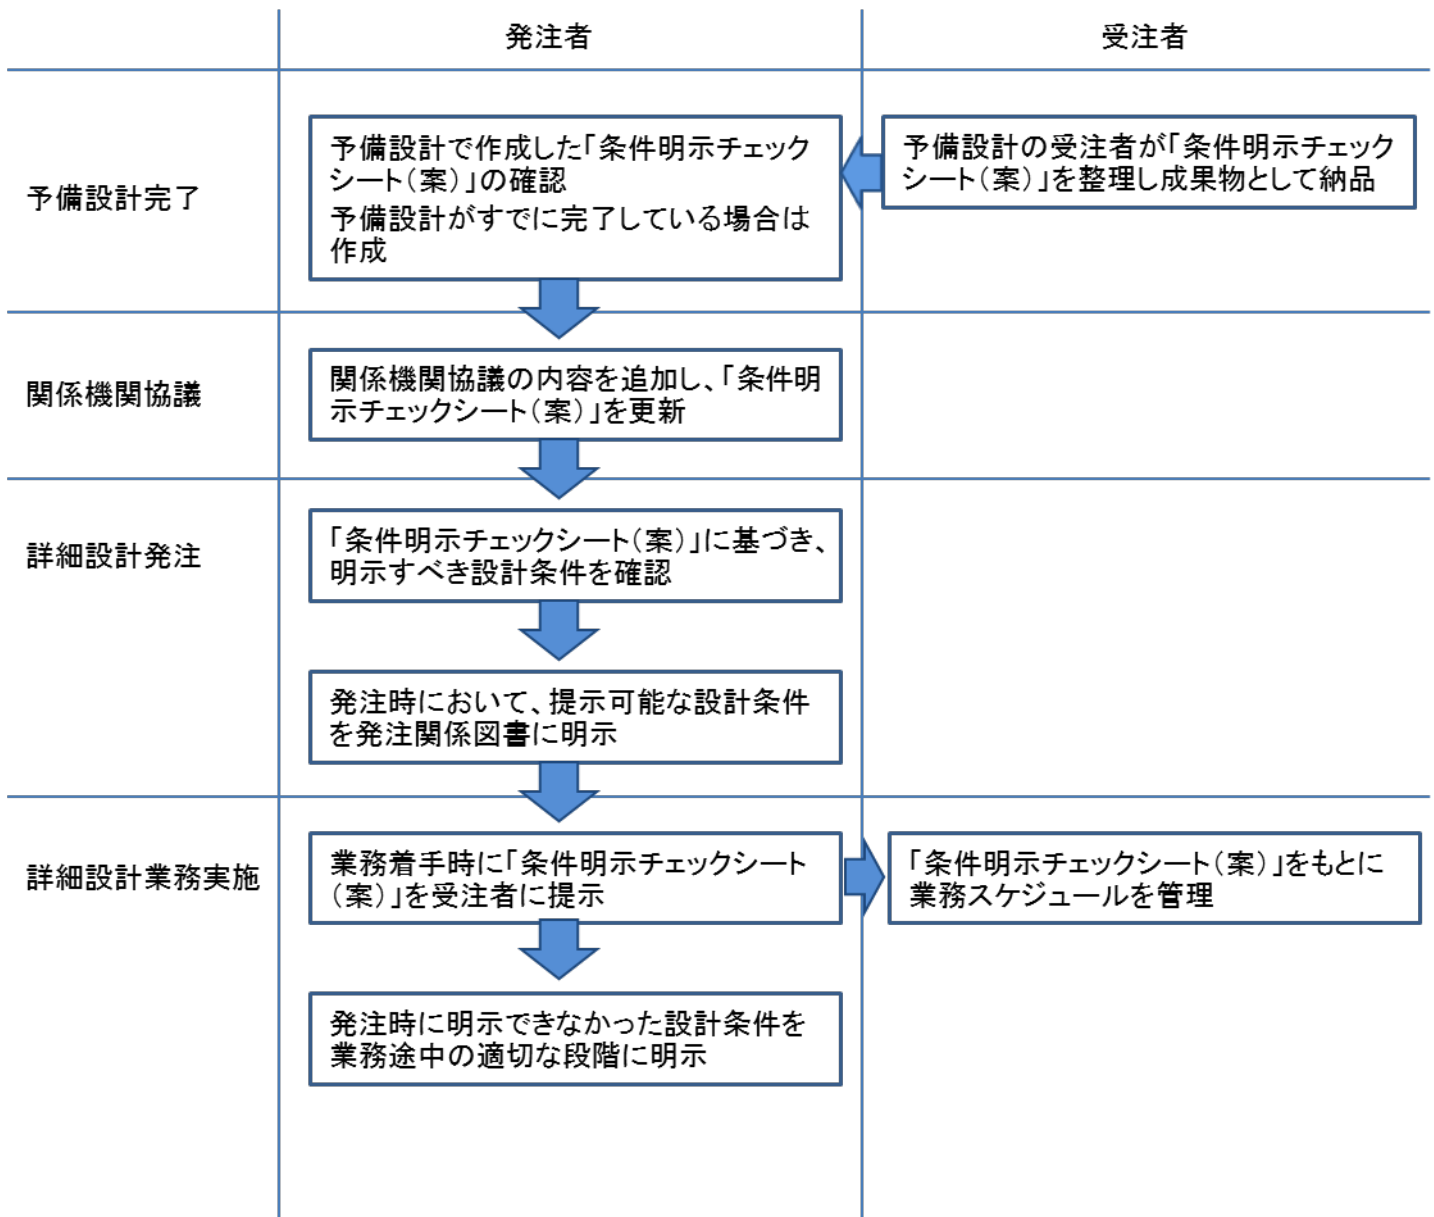 発注者
受注者
予備設計完了
予備設計で作成した「条件明示チェック
シート(案)」の確認
予備設計がすでに完了している場合は
作成
予備設計の受注者が「条件明示チェック
シート(案)」を整理し成果物として納品
関係機関協議
関係機関協議の内容を追加し、「条件明
示チェックシート(案)」を更新
詳細設計発注
「条件明示チェックシート(案)」に基づき、
明示すべき設計条件を確認
発注時において、提示可能な設計条件
を発注関係図書に明示
詳細設計業務実施
業務着手時に「条件明示チェックシート
(案)」を受注者に提示
「条件明示チェックシート(案)」をもとに
業務スケジュールを管理
発注時に明示できなかった設計条件を
業務途中の適切な段階に明示